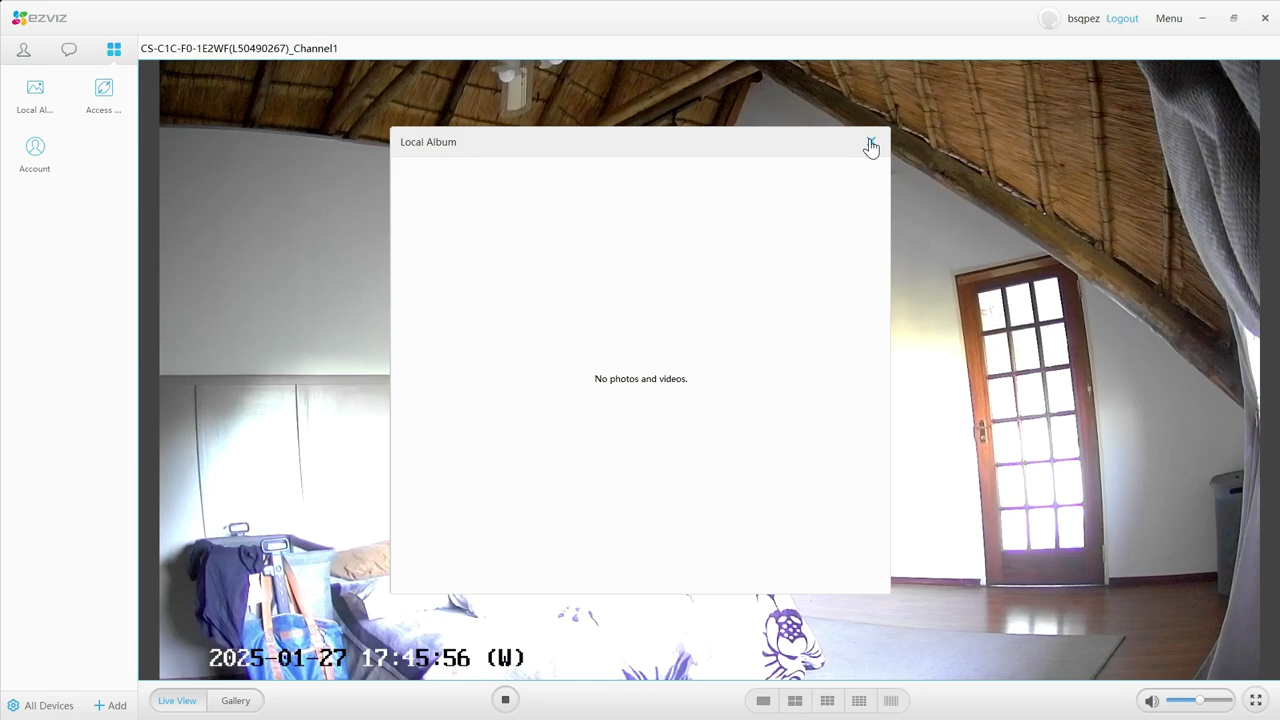 EZVIZ
bsqpez Logout Menu
CS-C1C-F0-1E2WF(L50490267)_Channel1
Local Al...
Access ...
Account
Local Album
No photos and videos.
2025-01-27 17:45:56 (W)
All Devices
Add
Live View
Gallery